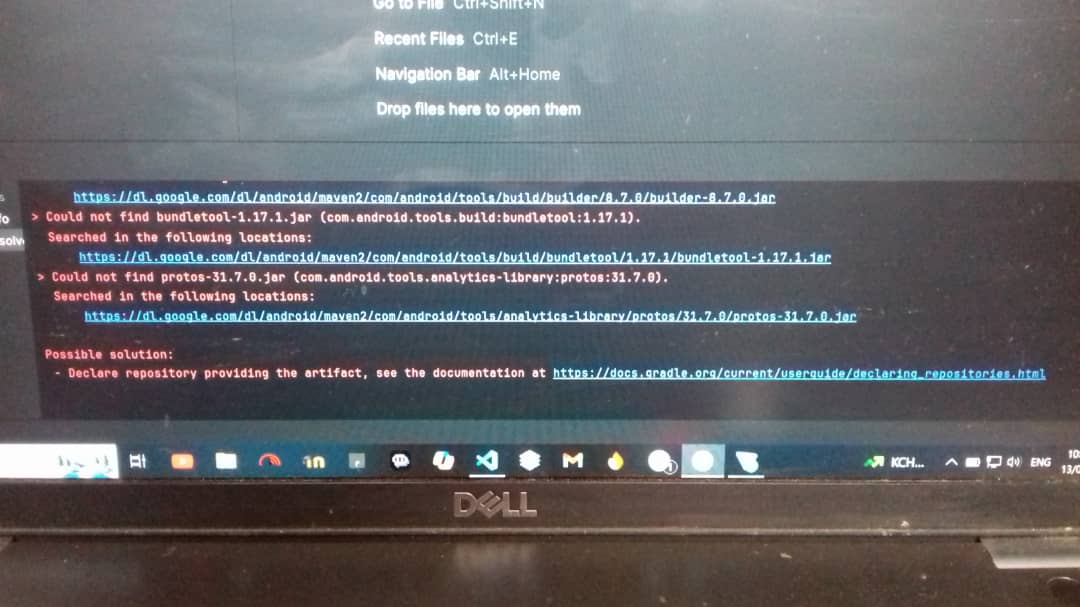 Go to File Ctrl+Shift+N
Recent Files Ctrl+E
Navigation Bar Alt+Home
Drop files here to open them
https://dl.google.com/dl/android/maven2/com/android/tools/build/builder/8.7.0/builder-8.7.0.jar
> Could not find bundletool-1.17.1.jar (com.android.tools.build:bundletool:1.17.1).
Searched in the following locations:
https://dl.google.com/dl/android/maven2/com/android/tools/build/bundletool/1.17.1/bundletool-1.17.1.jar
> Could not find protos-31.7.0.jar (com.android.tools.analytics-library:protos:31.7.0).
Searched in the following locations:
https://dl.google.com/dl/android/maven2/com/android/tools/analytics-library/protos/31.7.0/protos-31.7.0.jar
Possible solution:
- Declare repository providing the artifact, see the documentation at https://docs.gradle.org/current/userguide/declaring_repositories.html
KCH... ENG
DELL